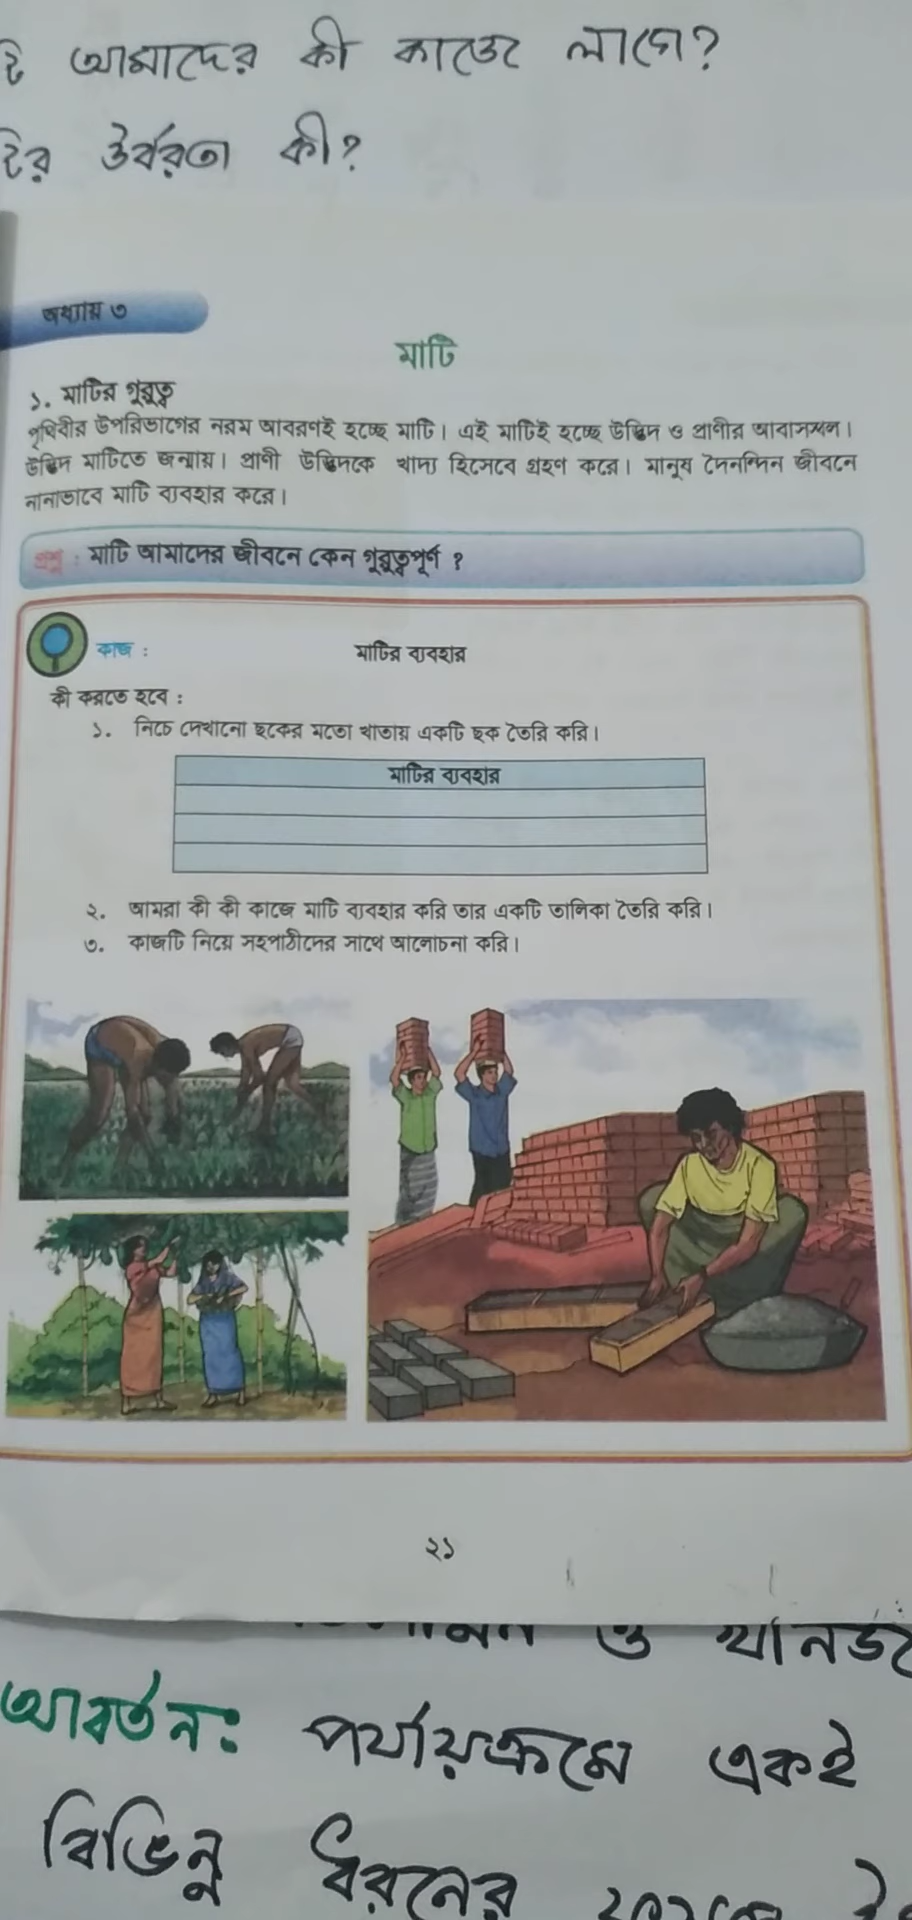 আমাদের কী কাজে লাগে?
উর্বরতা কী?
অধ্যায় ৩
মাটি
১. মাটির গুরুত্ব
পৃথিবীর উপরিভাগের নরম আবরণই হচ্ছে মাটি। এই মাটিই হচ্ছে উদ্ভিদ ও প্রাণীর আবাসস্থল।
উদ্ভিদ মাটিতে জন্মায়। প্রাণী উদ্ভিদকে খাদ্য হিসেবে গ্রহণ করে। মানুষ দৈনন্দিন জীবনে
নানাভাবে মাটি ব্যবহার করে।
প্রশ্ন : মাটি আমাদের জীবনে কেন গুরুত্বপূর্ণ ?
কাজ : মাটির ব্যবহার
কী করতে হবে :
১. নিচে দেখানো ছকের মতো খাতায় একটি ছক তৈরি করি।
মাটির ব্যবহার
২. আমরা কী কী কাজে মাটি ব্যবহার করি তার একটি তালিকা তৈরি করি।
৩. কাজটি নিয়ে সহপাঠীদের সাথে আলোচনা করি।
২১
ও
আবর্তন: পর্যায়ক্রমে একই
বিভিন্ন ধরনের